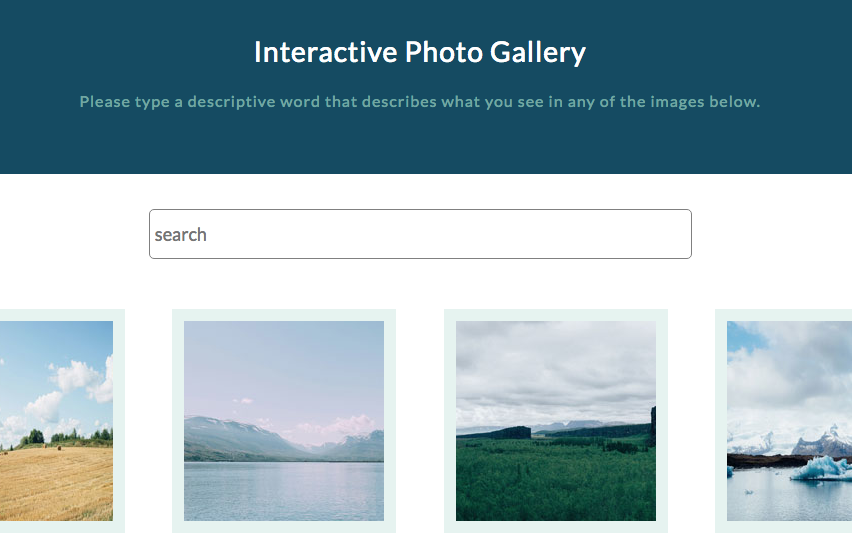 Interactive Photo Gallery
Please type a descriptive word that describes what you see in any of the images below.
search